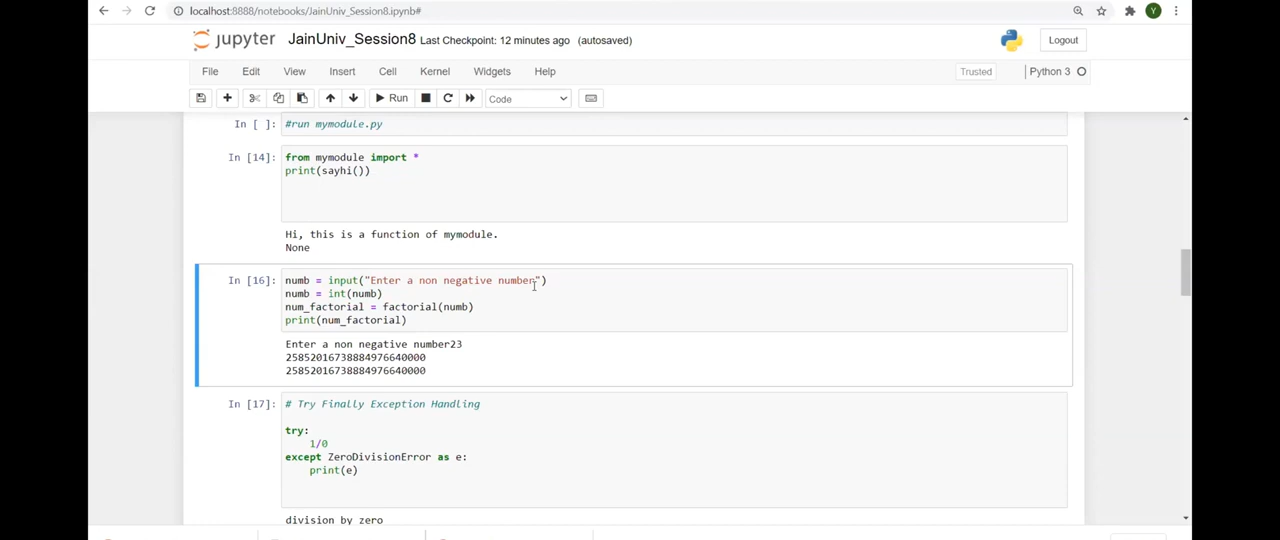 localhost:8888/notebooks/JainUniv_Session8.ipynb#
Y
jupyter JainUniv_Session8 Last Checkpoint: 12 minutes ago (autosaved)
Logout
File Edit View Insert Cell Kernel Widgets Help
Trusted
Python 3
Run
Code
In [ ]: #run mymodule.py
In [14]: from mymodule import *
print(sayhi())
Hi, this is a function of mymodule.
None
In [16]: numb = input("Enter a non negative number")
numb = int(numb)
num_factorial = factorial(numb)
print(num_factorial)
Enter a non negative number23
25852016738884976640000
25852016738884976640000
In [17]: # Try Finally Exception Handling
try:
1/0
except ZeroDivisionError as e:
print(e)
division by zero